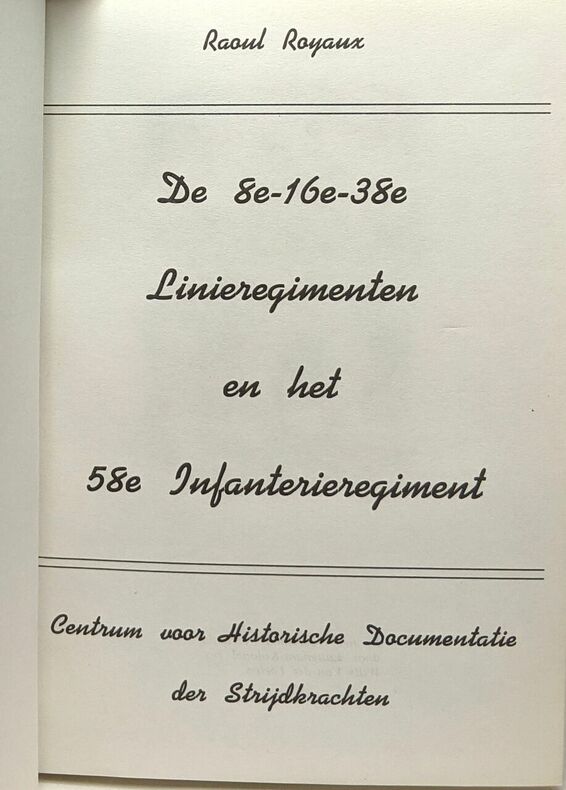 Raoul Royaux
De 8e-16e-38e
Linieregimenten
en het
58e Infanterieregiment
Centrum voor Historische Documentatie
der Strijdkrachten